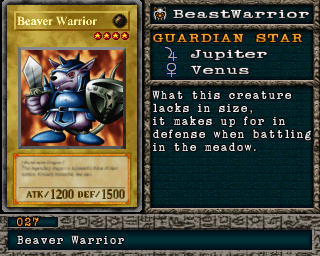 Beaver Warrior
ATK/1200 DEF/1500
BeastWarrior
GUARDIAN STAR
Jupiter
Venus
What this creature
lacks in size,
it makes up for in
defense when battling
in the meadow.
027
Beaver Warrior